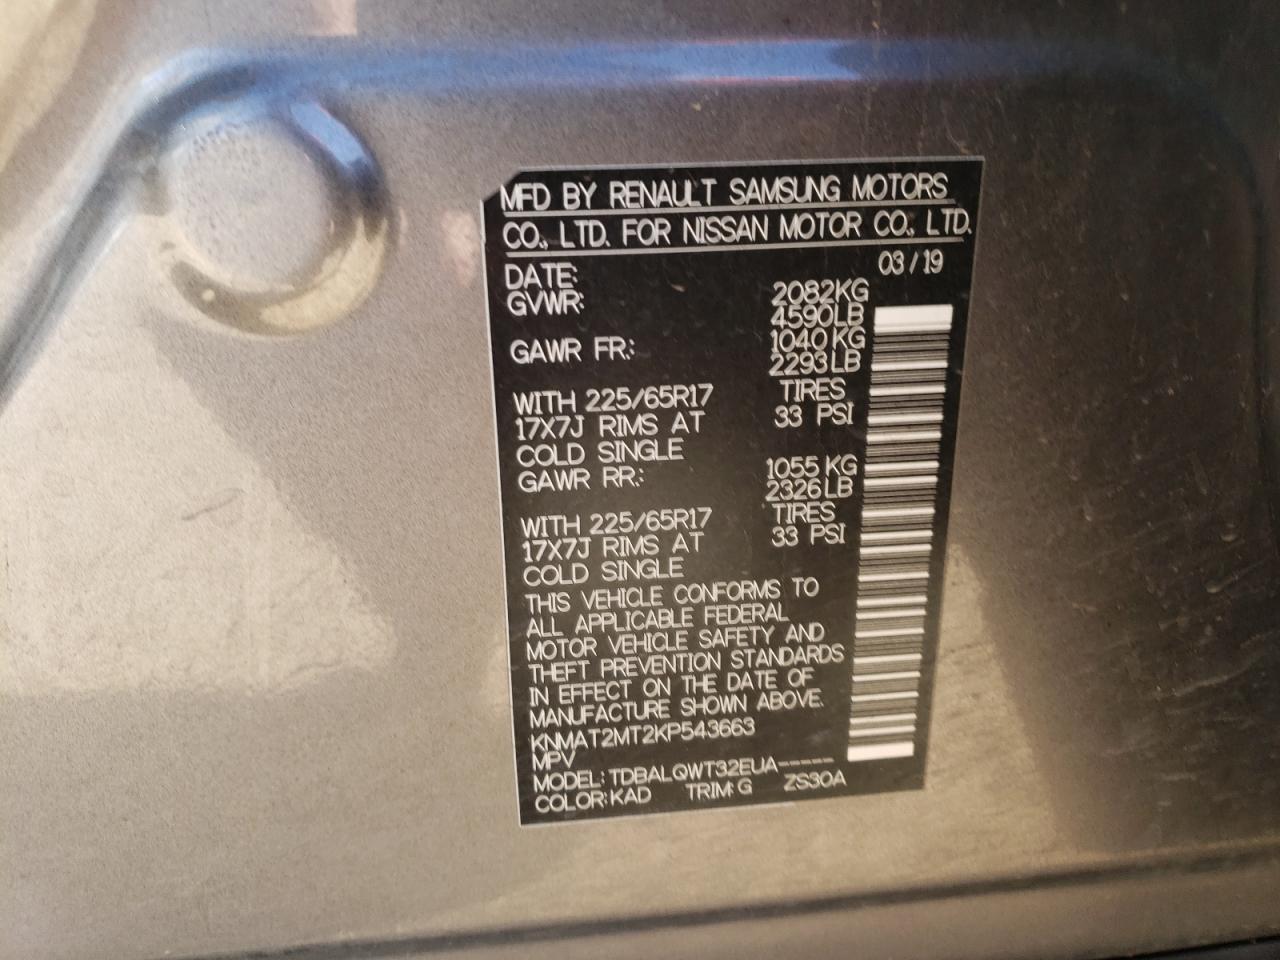 MFD BY RENAULT SAMSUNG MOTORS
CO., LTD. FOR NISSAN MOTOR CO., LTD.
DATE: 03/19
GVWR: 2082KG
4590LB
GAWR FR.: 1040KG
2293LB
WITH 225/65R17 TIRES
17X7J RIMS AT 33 PSI
COLD SINGLE
GAWR RR.: 1055KG
2326LB
WITH 225/65R17 TIRES
17X7J RIMS AT 33 PSI
COLD SINGLE
THIS VEHICLE CONFORMS TO
ALL APPLICABLE FEDERAL
MOTOR VEHICLE SAFETY AND
THEFT PREVENTION STANDARDS
IN EFFECT ON THE DATE OF
MANUFACTURE SHOWN ABOVE.
KNMAT2MT2KP543663
MPV
MODEL: TDBALQWT32EUA-----
COLOR: KAD TRIM: G ZS30A